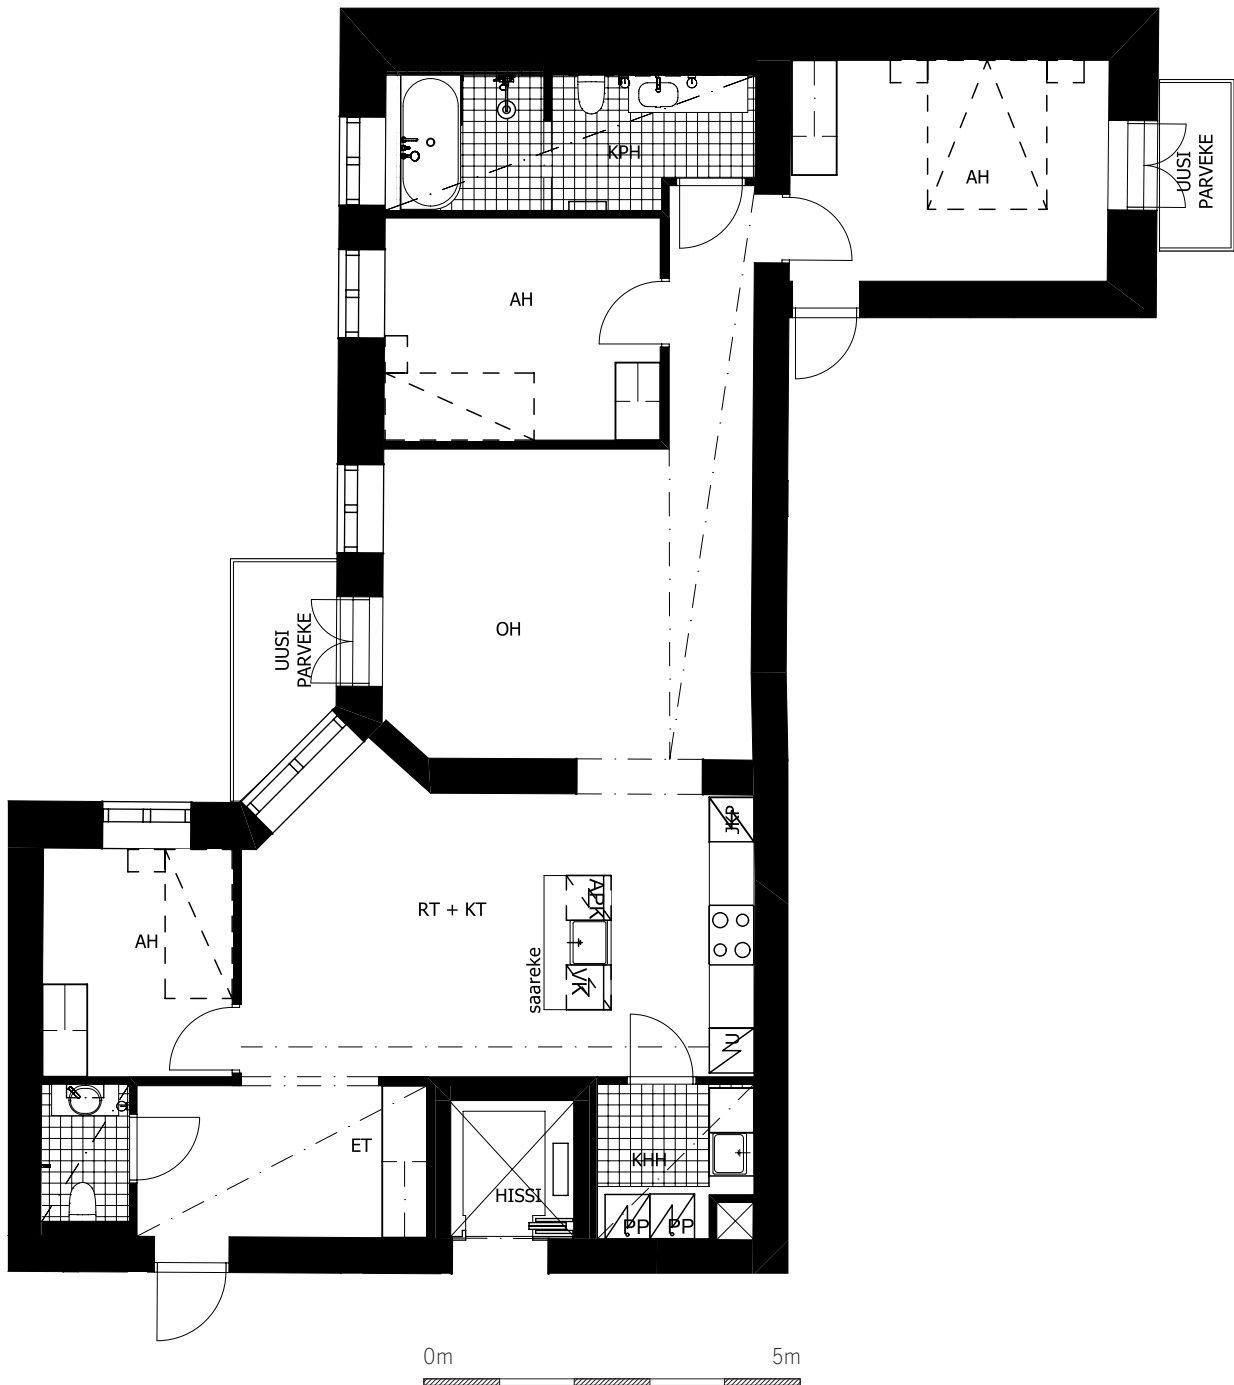 KPH
AH
UUSI
PARVEKE
AH
OH
UUSI
PARVEKE
JKP
RT + KT
APK
saareke
VK
AH
U
ET
HISSI
KHH
PP
PP
0m
5m